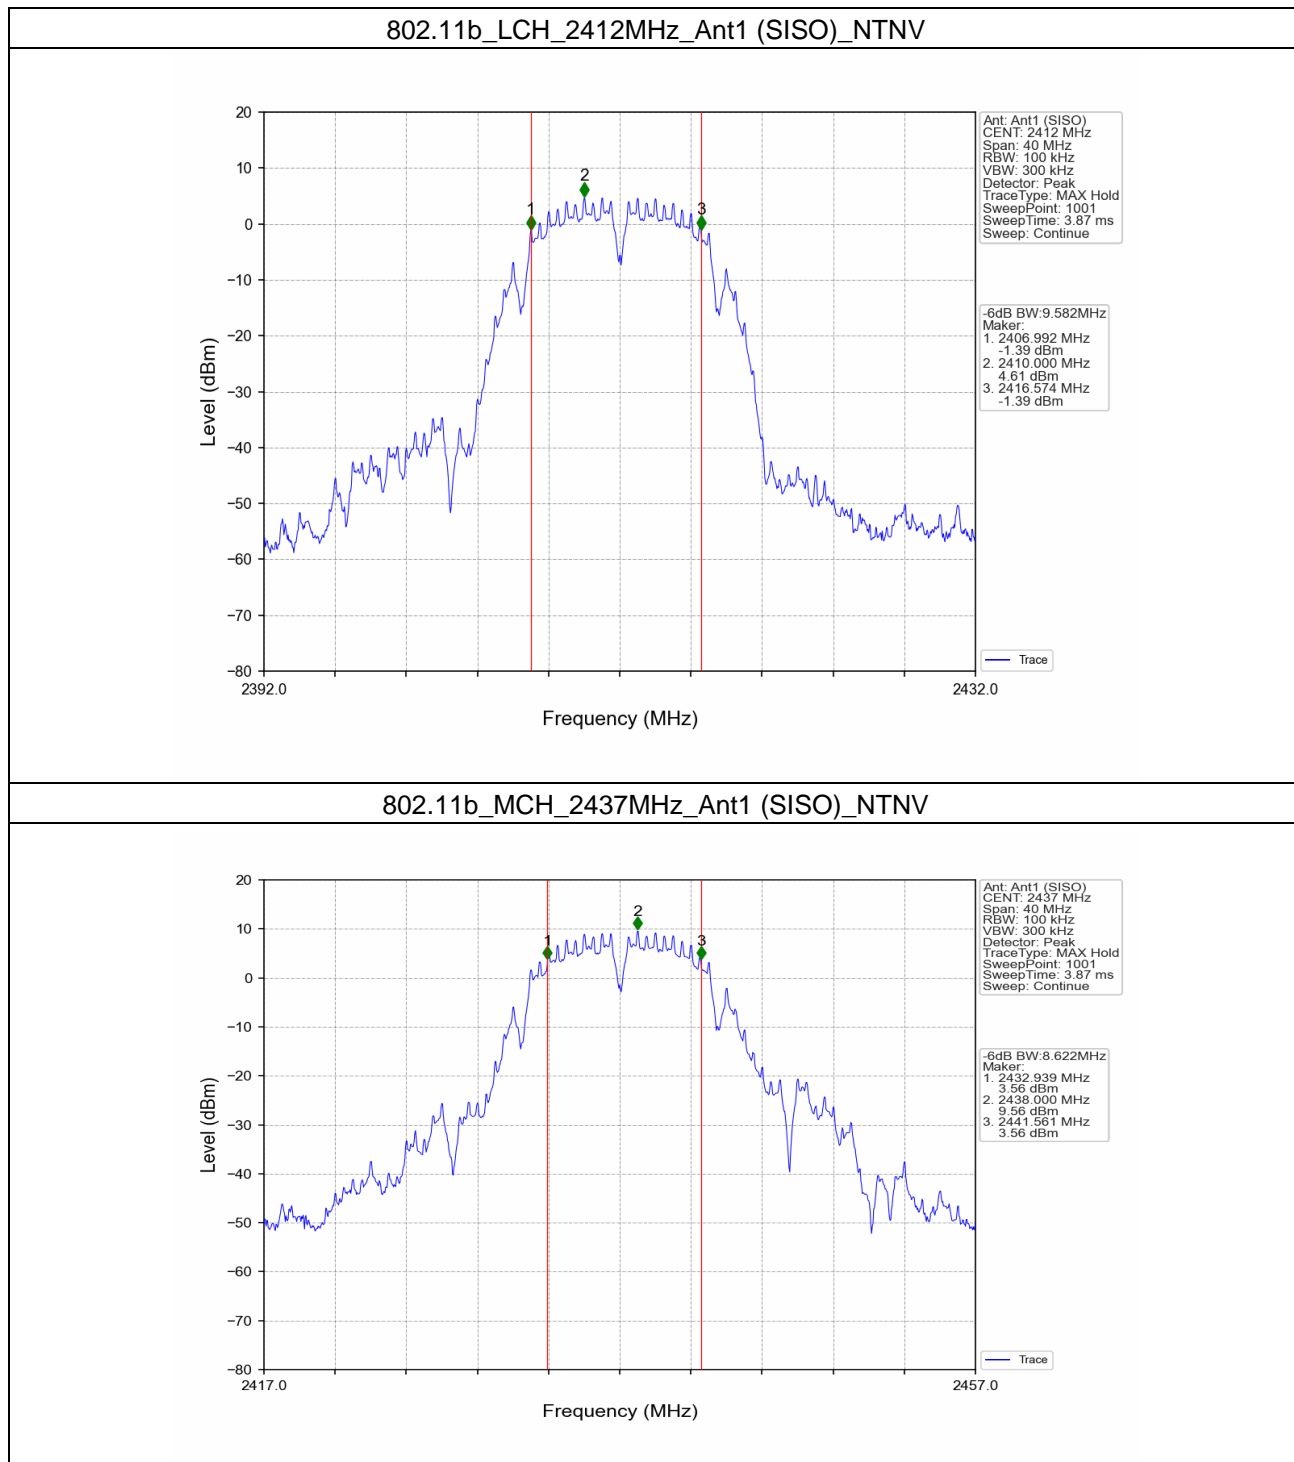 802.11b_LCH_2412MHz_Ant1 (SISO)_NTNV
20
10
0
−10
−20
−30
−40
−50
−60
−70
−80
Level (dBm)
1
2
3
2392.0
2432.0
Frequency (MHz)
Ant: Ant1 (SISO)
CENT: 2412 MHz
Span: 40 MHz
RBW: 100 kHz
VBW: 300 kHz
Detector: Peak
TraceType: MAX Hold
SweepPoint: 1001
SweepTime: 3.87 ms
Sweep: Continue
-6dB BW:9.582MHz
Maker:
1. 2406.992 MHz
-1.39 dBm
2. 2410.000 MHz
4.61 dBm
3. 2416.574 MHz
-1.39 dBm
Trace
802.11b_MCH_2437MHz_Ant1 (SISO)_NTNV
20
10
0
−10
−20
−30
−40
−50
−60
−70
−80
Level (dBm)
1
2
3
2417.0
2457.0
Frequency (MHz)
Ant: Ant1 (SISO)
CENT: 2437 MHz
Span: 40 MHz
RBW: 100 kHz
VBW: 300 kHz
Detector: Peak
TraceType: MAX Hold
SweepPoint: 1001
SweepTime: 3.87 ms
Sweep: Continue
-6dB BW:8.622MHz
Maker:
1. 2432.939 MHz
3.56 dBm
2. 2438.000 MHz
9.56 dBm
3. 2441.561 MHz
3.56 dBm
Trace